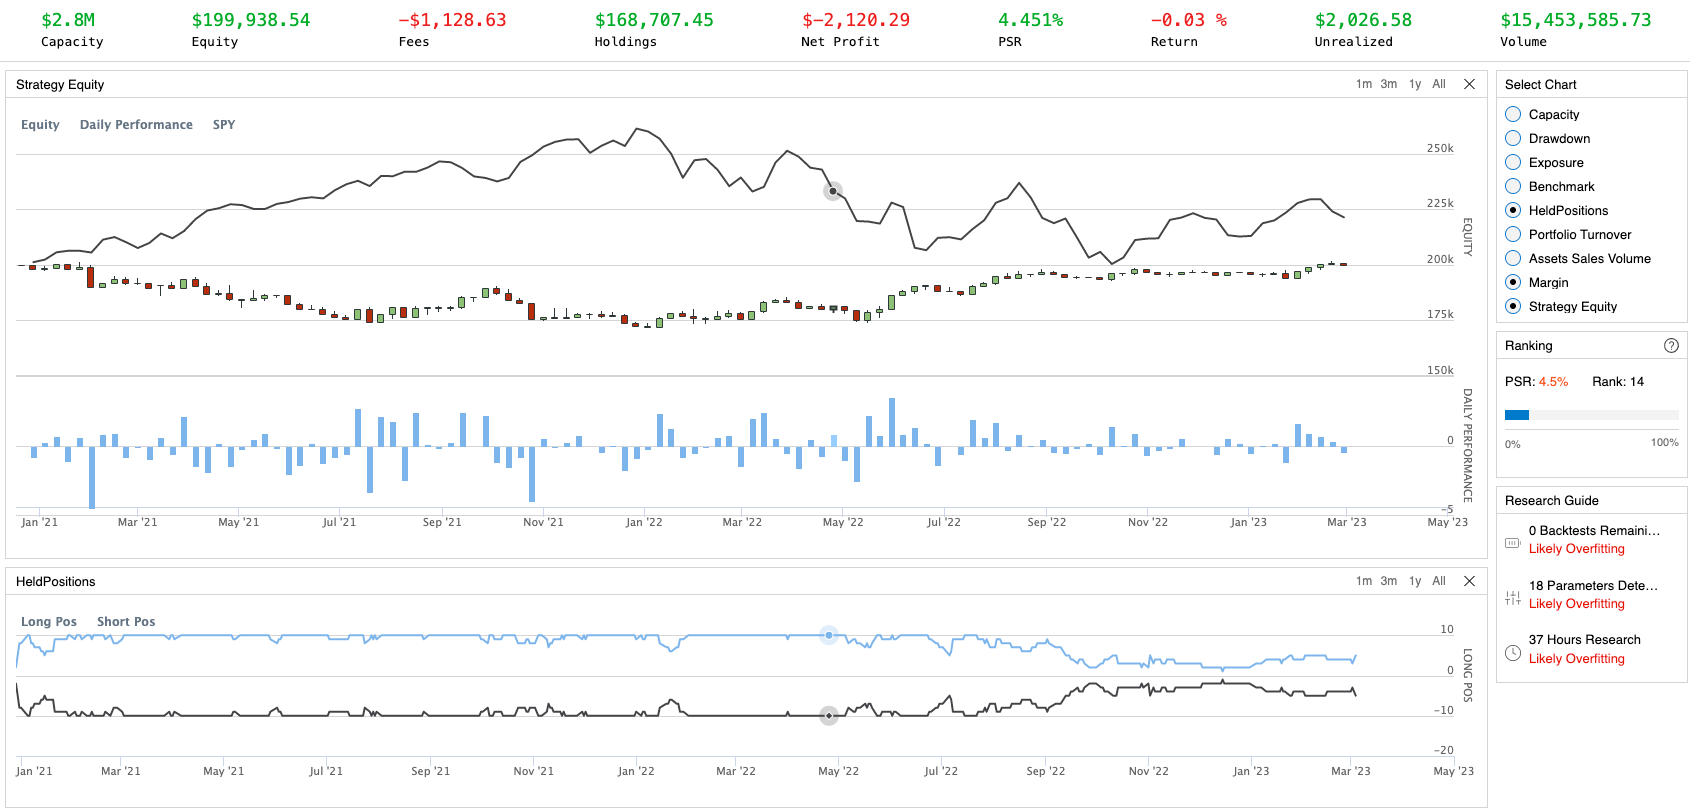 $2.8M $199,938.54 -$1,128.63 $168,707.45 $-2,120.29 4.451% -0.03 % $2,026.58 $15,453,585.73
Capacity Equity Fees Holdings Net Profit PSR Return Unrealized Volume
Strategy Equity 1m 3m 1y All
Equity Daily Performance SPY
250k
225k
200k
175k
150k
EQUITY
0
-5
DAILY PERFORMANCE
Jan '21 Mar '21 May '21 Jul '21 Sep '21 Nov '21 Jan '22 Mar '22 May '22 Jul '22 Sep '22 Nov '22 Jan '23 Mar '23 May '23
HeldPositions 1m 3m 1y All
Long Pos Short Pos
10
0
-10
-20
LONG POS
Jan '21 Mar '21 May '21 Jul '21 Sep '21 Nov '21 Jan '22 Mar '22 May '22 Jul '22 Sep '22 Nov '22 Jan '23 Mar '23 May '23
Select Chart
Capacity
Drawdown
Exposure
Benchmark
HeldPositions
Portfolio Turnover
Assets Sales Volume
Margin
Strategy Equity
Ranking ?
PSR: 4.5% Rank: 14
0% 100%
Research Guide
0 Backtests Remaini...
Likely Overfitting
18 Parameters Dete...
Likely Overfitting
37 Hours Research
Likely Overfitting